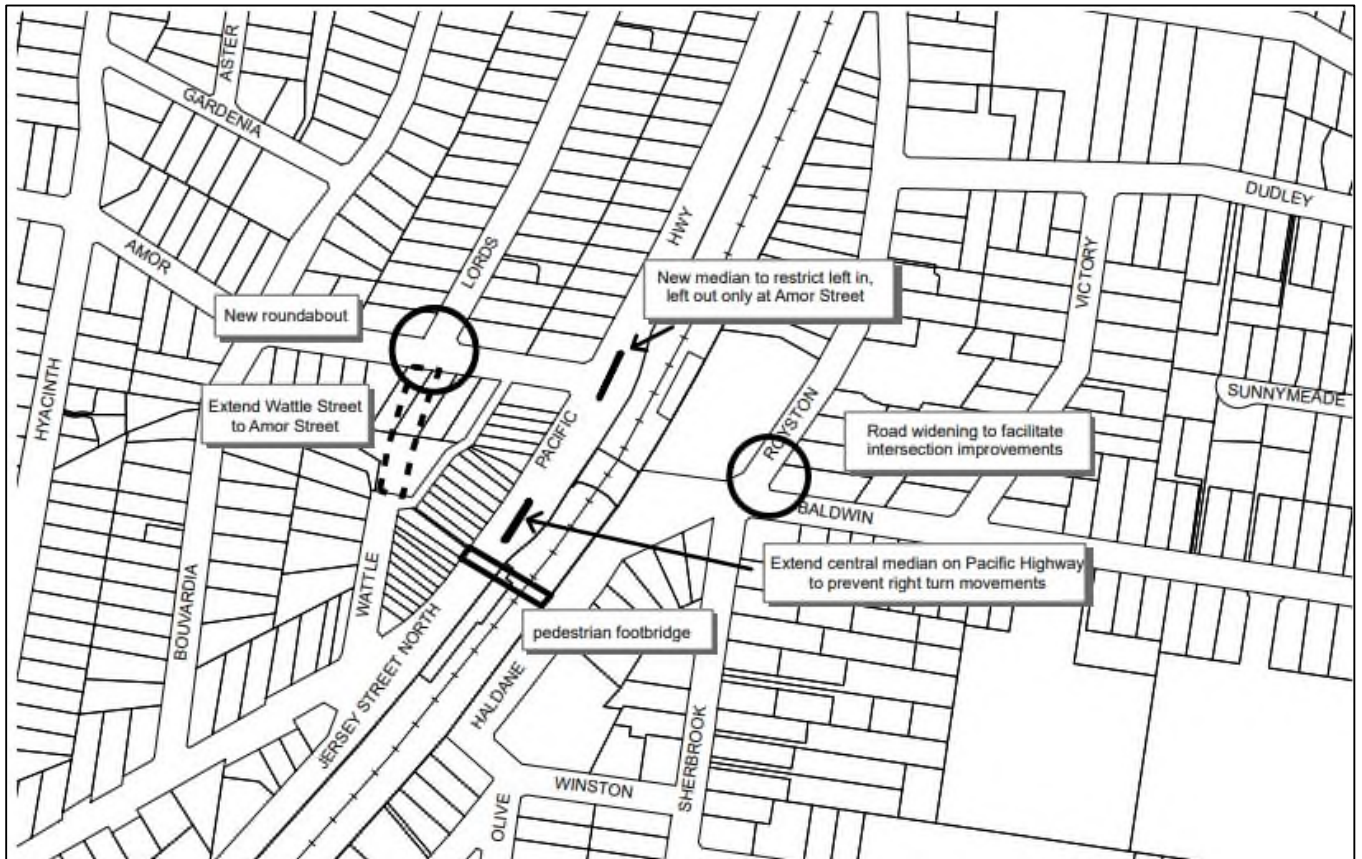 ASTER
GARDENIA
DUDLEY
HWY
LORDS
AMOR
VICTORY
New median to restrict left in,
left out only at Amor Street
New roundabout
HYACINTH
SUNNYMEADE
Extend Wattle Street
to Amor Street
PACIFIC
ROYSTON
Road widening to facilitate
intersection improvements
BALDWIN
Extend central median on Pacific Highway
to prevent right turn movements
WATTLE
BOUVARDIA
pedestrian footbridge
JERSEY STREET NORTH
HALDANE
SHERBROOK
WINSTON
OLIVE